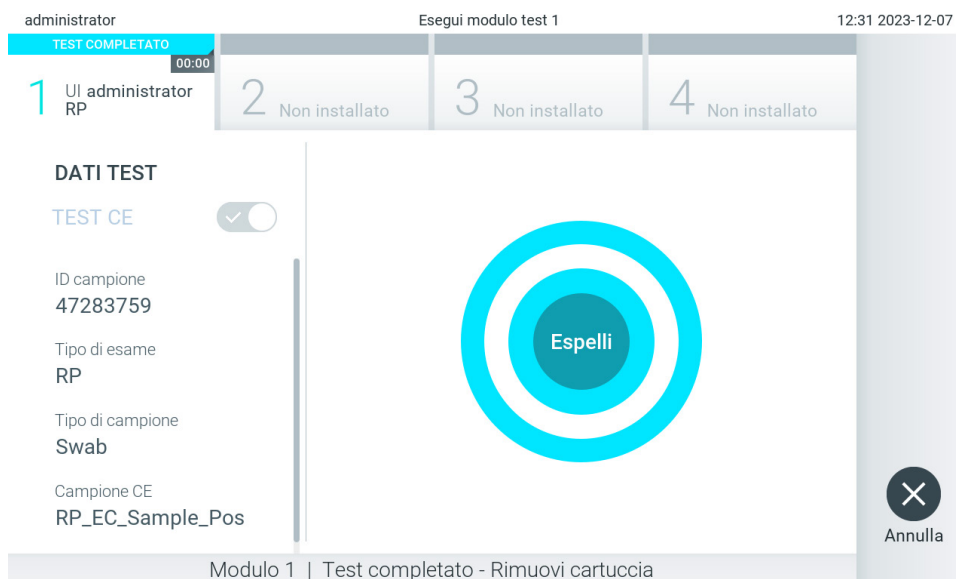 administrator
Esegui modulo test 1
12:31 2023-12-07
TEST COMPLETATO
00:00
1
UI administrator
RP
2 Non installato
3 Non installato
4 Non installato
DATI TEST
TEST CE
ID campione
47283759
Tipo di esame
RP
Tipo di campione
Swab
Campione CE
RP_EC_Sample_Pos
Espelli
Annulla
Modulo 1 | Test completato - Rimuovi cartuccia